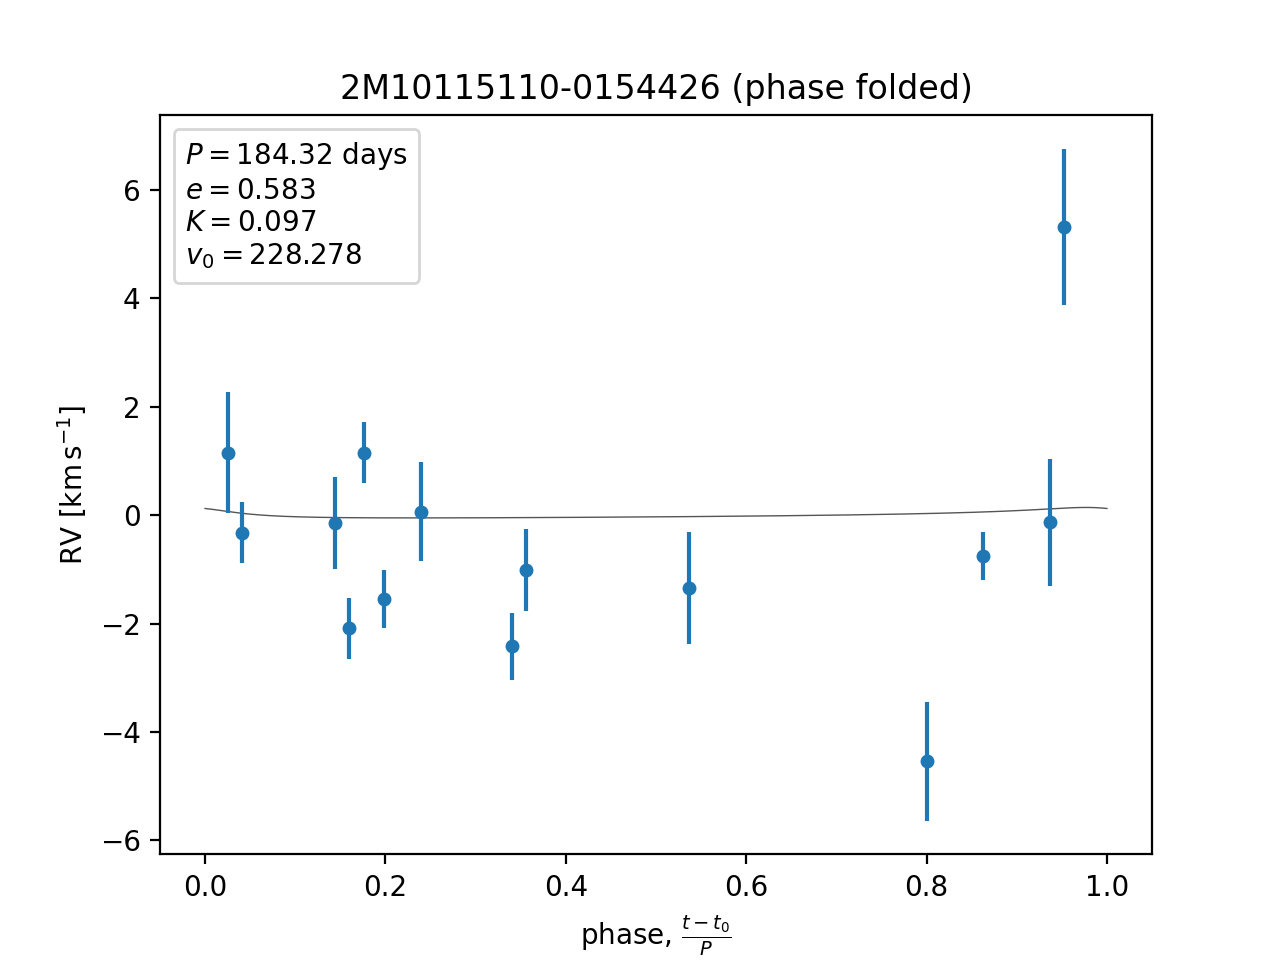 2M10115110-0154426 (phase folded)
P = 184.32 days
e = 0.583
K = 0.097
v₀ = 228.278
6
4
2
0
−2
−4
−6
RV [km s⁻¹]
0.0 0.2 0.4 0.6 0.8 1.0
phase, (t − t₀)/P